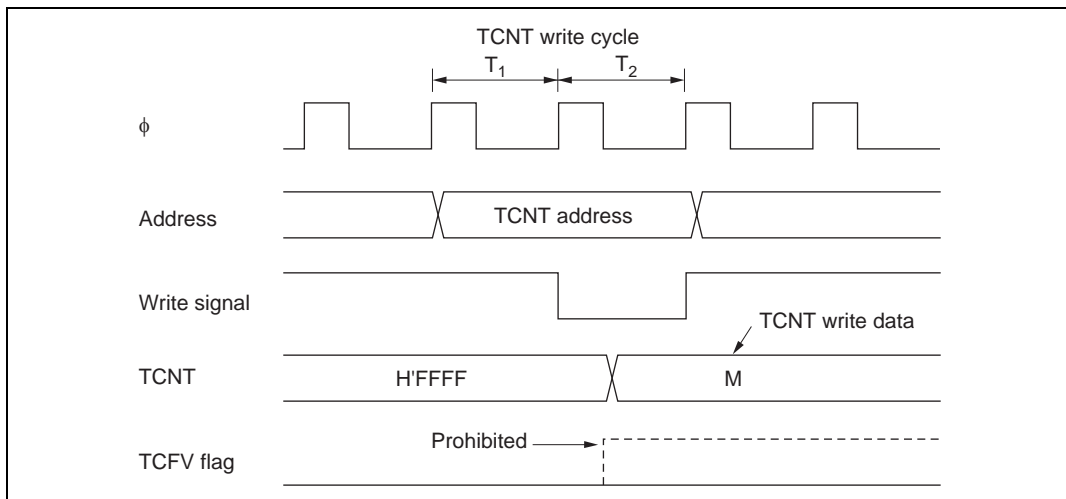 TCNT write cycle
T1 T2
ϕ
Address TCNT address
Write signal
TCNT write data
TCNT H'FFFF M
Prohibited
TCFV flag